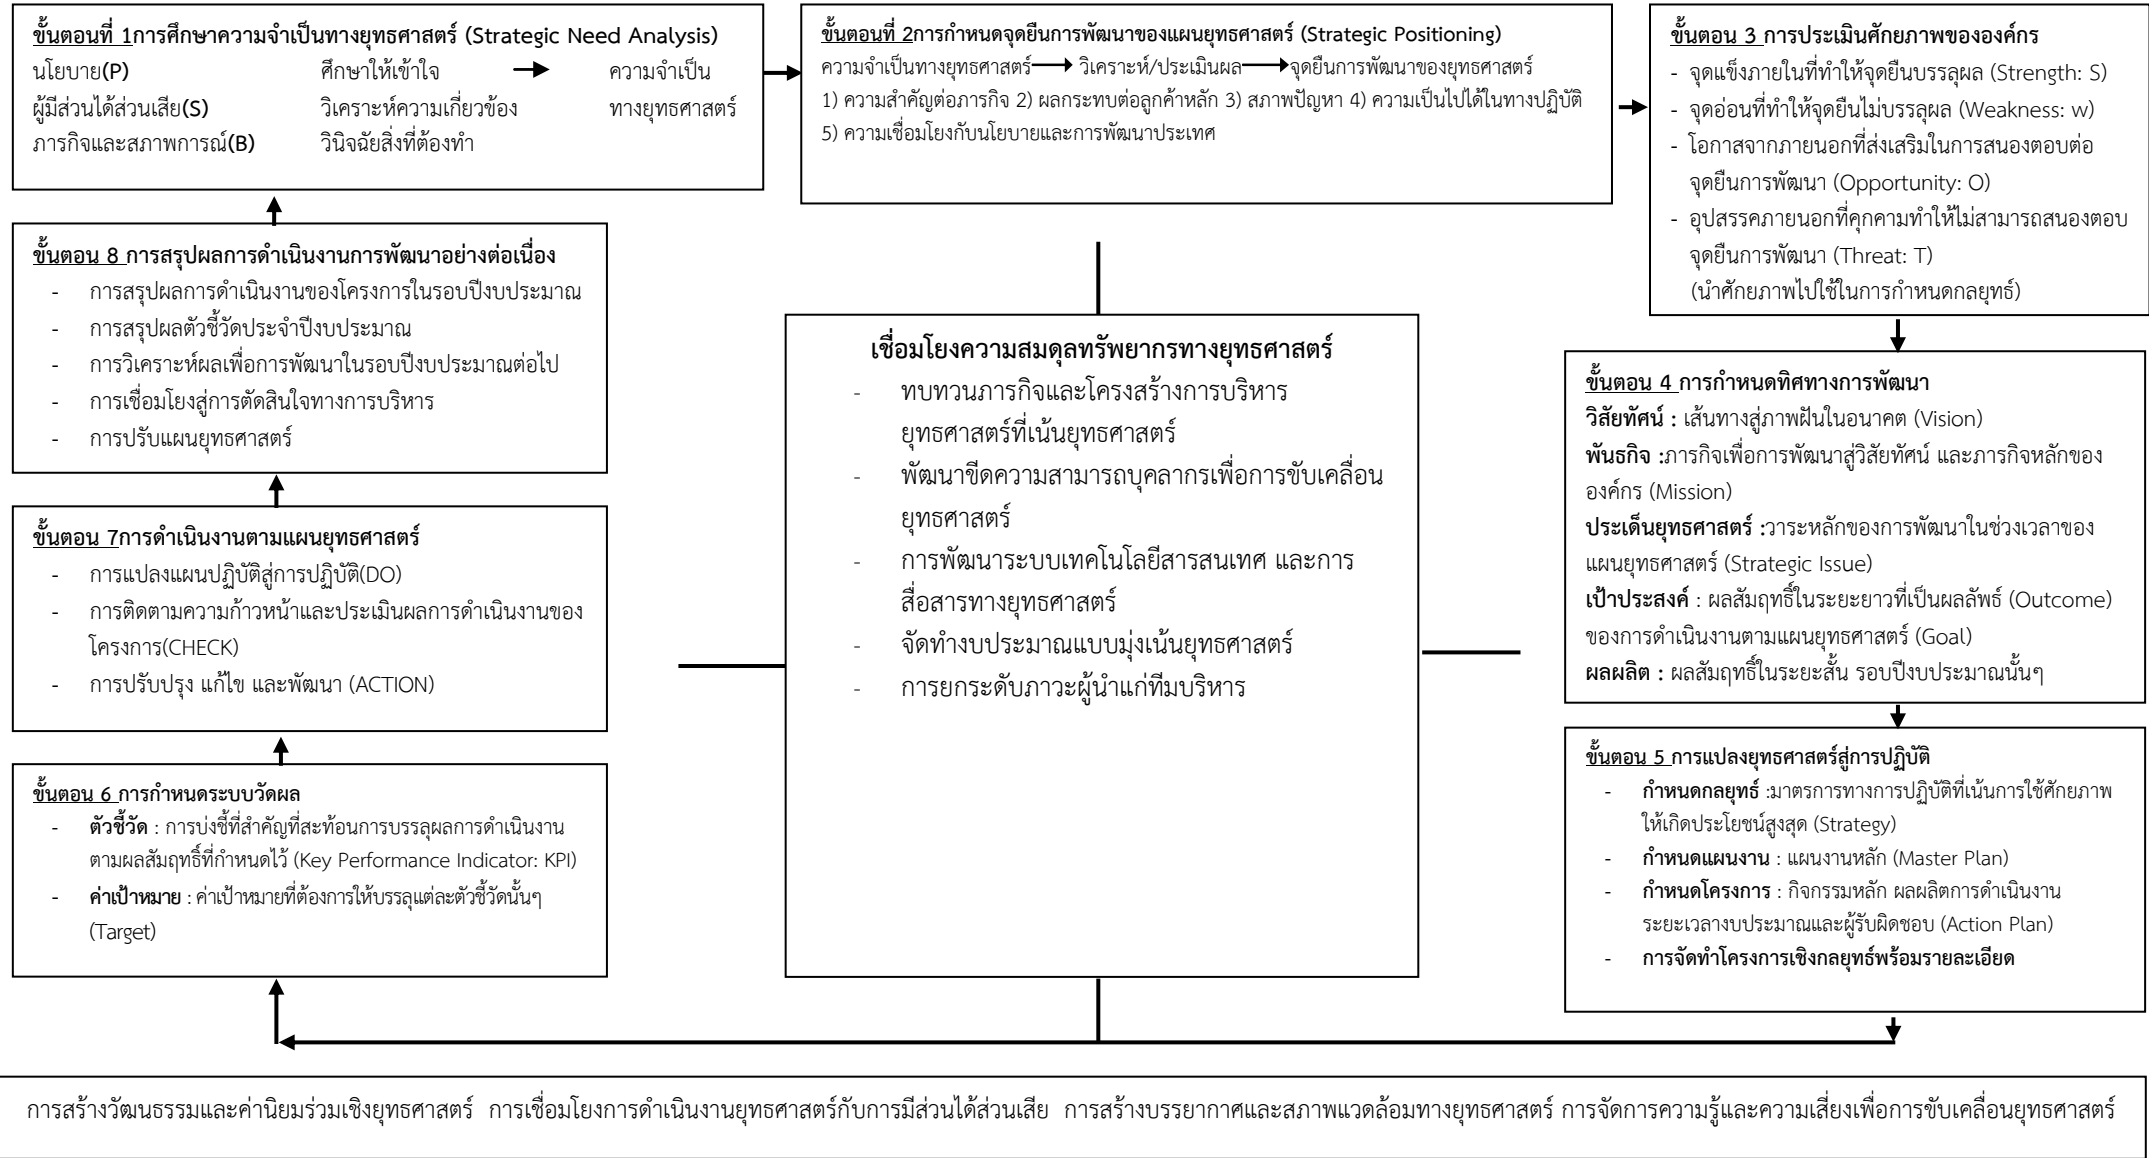 ขั้นตอนที่ 1การศึกษาความจำเป็นทางยุทธศาสตร์ (Strategic Need Analysis)
นโยบาย(P) ศึกษาให้เข้าใจ ความจำเป็น
ผู้มีส่วนได้ส่วนเสีย(S) วิเคราะห์ความเกี่ยวข้อง ทางยุทธศาสตร์
ภารกิจและสภาพการณ์(B) วินิจฉัยสิ่งที่ต้องทำ
ขั้นตอนที่ 2การกำหนดจุดยืนการพัฒนาของแผนยุทธศาสตร์ (Strategic Positioning)
ความจำเป็นทางยุทธศาสตร์ วิเคราะห์/ประเมินผล จุดยืนการพัฒนาของยุทธศาสตร์
1) ความสำคัญต่อภารกิจ 2) ผลกระทบต่อลูกค้าหลัก 3) สภาพปัญหา 4) ความเป็นไปได้ในทางปฏิบัติ
5) ความเชื่อมโยงกับนโยบายและการพัฒนาประเทศ
ขั้นตอน 3 การประเมินศักยภาพขององค์กร
- จุดแข็งภายในที่ทำให้จุดยืนบรรลุผล (Strength: S)
- จุดอ่อนที่ทำให้จุดยืนไม่บรรลุผล (Weakness: w)
- โอกาสจากภายนอกที่ส่งเสริมในการสนองตอบต่อ
จุดยืนการพัฒนา (Opportunity: O)
- อุปสรรคภายนอกที่คุกคามทำให้ไม่สามารถสนองตอบ
จุดยืนการพัฒนา (Threat: T)
(นำศักยภาพไปใช้ในการกำหนดกลยุทธ์)
ขั้นตอน 4 การกำหนดทิศทางการพัฒนา
วิสัยทัศน์ : เส้นทางสู่ภาพฝันในอนาคต (Vision)
พันธกิจ :ภารกิจเพื่อการพัฒนาสู่วิสัยทัศน์ และภารกิจหลักของ
องค์กร (Mission)
ประเด็นยุทธศาสตร์ :วาระหลักของการพัฒนาในช่วงเวลาของ
แผนยุทธศาสตร์ (Strategic Issue)
เป้าประสงค์ : ผลสัมฤทธิ์ในระยะยาวที่เป็นผลลัพธ์ (Outcome)
ของการดำเนินงานตามแผนยุทธศาสตร์ (Goal)
ผลผลิต : ผลสัมฤทธิ์ในระยะสั้น รอบปีงบประมาณนั้นๆ
ขั้นตอน 5 การแปลงยุทธศาสตร์สู่การปฏิบัติ
- กำหนดกลยุทธ์ :มาตรการทางการปฏิบัติที่เน้นการใช้ศักยภาพ
ให้เกิดประโยชน์สูงสุด (Strategy)
- กำหนดแผนงาน : แผนงานหลัก (Master Plan)
- กำหนดโครงการ : กิจกรรมหลัก ผลผลิตการดำเนินงาน
ระยะเวลางบประมาณและผู้รับผิดชอบ (Action Plan)
- การจัดทำโครงการเชิงกลยุทธ์พร้อมรายละเอียด
ขั้นตอน 6 การกำหนดระบบวัดผล
- ตัวชี้วัด : การบ่งชี้ที่สำคัญที่สะท้อนการบรรลุผลการดำเนินงาน
ตามผลสัมฤทธิ์ที่กำหนดไว้ (Key Performance Indicator: KPI)
- ค่าเป้าหมาย : ค่าเป้าหมายที่ต้องการให้บรรลุแต่ละตัวชี้วัดนั้นๆ
(Target)
ขั้นตอน 7การดำเนินงานตามแผนยุทธศาสตร์
- การแปลงแผนปฏิบัติสู่การปฏิบัติ(DO)
- การติดตามความก้าวหน้าและประเมินผลการดำเนินงานของ
โครงการ(CHECK)
- การปรับปรุง แก้ไข และพัฒนา (ACTION)
ขั้นตอน 8 การสรุปผลการดำเนินงานการพัฒนาอย่างต่อเนื่อง
- การสรุปผลการดำเนินงานของโครงการในรอบปีงบประมาณ
- การสรุปผลตัวชี้วัดประจำปีงบประมาณ
- การวิเคราะห์ผลเพื่อการพัฒนาในรอบปีงบประมาณต่อไป
- การเชื่อมโยงสู่การตัดสินใจทางการบริหาร
- การปรับแผนยุทธศาสตร์
เชื่อมโยงความสมดุลทรัพยากรทางยุทธศาสตร์
- ทบทวนภารกิจและโครงสร้างการบริหาร
ยุทธศาสตร์ที่เน้นยุทธศาสตร์
- พัฒนาขีดความสามารถบุคลากรเพื่อการขับเคลื่อน
ยุทธศาสตร์
- การพัฒนาระบบเทคโนโลยีสารสนเทศ และการ
สื่อสารทางยุทธศาสตร์
- จัดทำงบประมาณแบบมุ่งเน้นยุทธศาสตร์
- การยกระดับภาวะผู้นำแก่ทีมบริหาร
การสร้างวัฒนธรรมและค่านิยมร่วมเชิงยุทธศาสตร์ การเชื่อมโยงการดำเนินงานยุทธศาสตร์กับการมีส่วนได้ส่วนเสีย การสร้างบรรยากาศและสภาพแวดล้อมทางยุทธศาสตร์ การจัดการความรู้และความเสี่ยงเพื่อการขับเคลื่อนยุทธศาสตร์